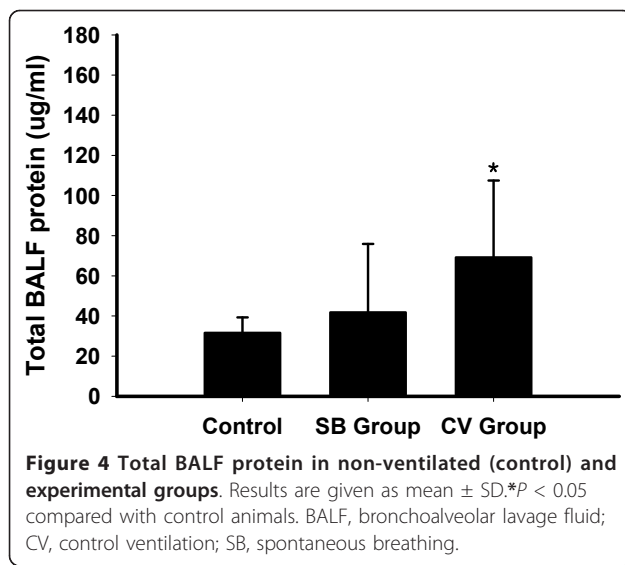 180
160
140
120
100
80
60
40
20
0
Total BALF protein (ug/ml)
*
Control SB Group CV Group
Figure 4 Total BALF protein in non-ventilated (control) and
experimental groups. Results are given as mean ± SD.*P < 0.05
compared with control animals. BALF, bronchoalveolar lavage fluid;
CV, control ventilation; SB, spontaneous breathing.